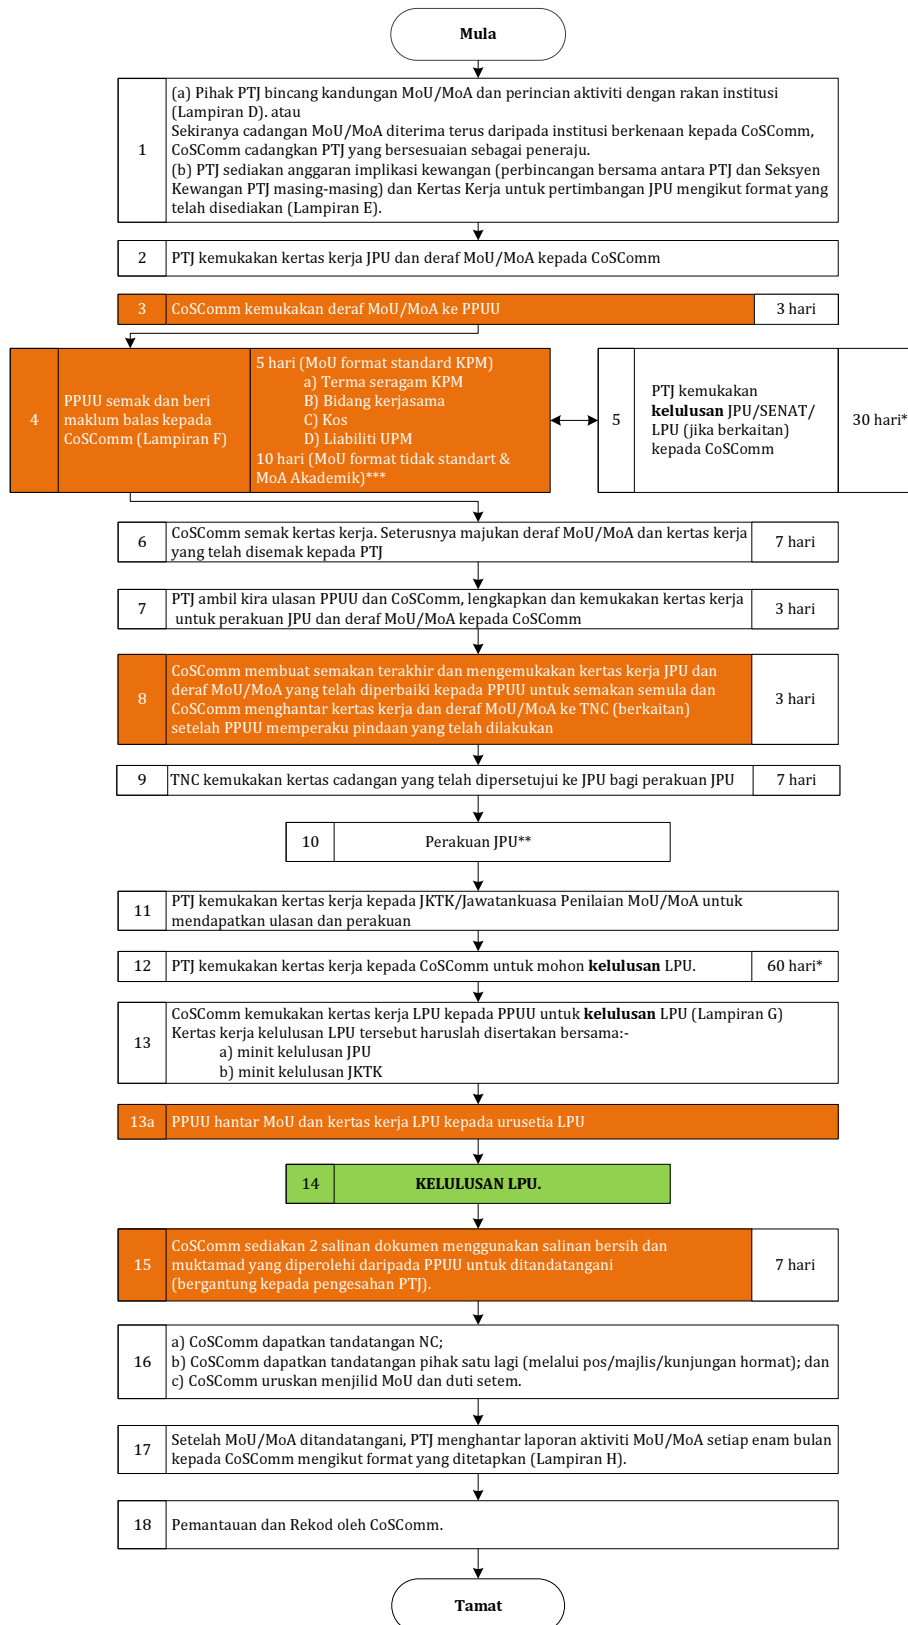 Mula
1
(a) Pihak PTJ bincang kandungan MoU/MoA dan perincian aktiviti dengan rakan institusi
(Lampiran D). atau
Sekiranya cadangan MoU/MoA diterima terus daripada institusi berkenaan kepada CoSComm,
CoSComm cadangkan PTJ yang bersesuaian sebagai peneraju.
(b) PTJ sediakan anggaran implikasi kewangan (perbincangan bersama antara PTJ dan Seksyen
Kewangan PTJ masing-masing) dan Kertas Kerja untuk pertimbangan JPU mengikut format yang
telah disediakan (Lampiran E).
2
PTJ kemukakan kertas kerja JPU dan deraf MoU/MoA kepada CoSComm
3
CoSComm kemukakan deraf MoU/MoA ke PPUU
3 hari
4
PPUU semak dan beri
maklum balas kepada
CoSComm (Lampiran F)
5 hari (MoU format standard KPM)
a) Terma seragam KPM
B) Bidang kerjasama
C) Kos
D) Liabiliti UPM
10 hari (MoU format tidak standart &
MoA Akademik)***
5
PTJ kemukakan
kelulusan JPU/SENAT/
LPU (jika berkaitan)
kepada CoSComm
30 hari*
6
CoSComm semak kertas kerja. Seterusnya majukan deraf MoU/MoA dan kertas kerja
yang telah disemak kepada PTJ
7 hari
7
PTJ ambil kira ulasan PPUU dan CoSComm, lengkapkan dan kemukakan kertas kerja
untuk perakuan JPU dan deraf MoU/MoA kepada CoSComm
3 hari
8
CoSComm membuat semakan terakhir dan mengemukakan kertas kerja JPU dan
deraf MoU/MoA yang telah diperbaiki kepada PPUU untuk semakan semula dan
CoSComm menghantar kertas kerja dan deraf MoU/MoA ke TNC (berkaitan)
setelah PPUU memperaku pindaan yang telah dilakukan
3 hari
9
TNC kemukakan kertas cadangan yang telah dipersetujui ke JPU bagi perakuan JPU
7 hari
10
Perakuan JPU**
11
PTJ kemukakan kertas kerja kepada JKTK/Jawatankuasa Penilaian MoU/MoA untuk
mendapatkan ulasan dan perakuan
12
PTJ kemukakan kertas kerja kepada CoSComm untuk mohon kelulusan LPU.
60 hari*
13
CoSComm kemukakan kertas kerja LPU kepada PPUU untuk kelulusan LPU (Lampiran G)
Kertas kerja kelulusan LPU tersebut haruslah disertakan bersama:-
a) minit kelulusan JPU
b) minit kelulusan JKTK
13a
PPUU hantar MoU dan kertas kerja LPU kepada urusetia LPU
14
KELULUSAN LPU.
15
CoSComm sediakan 2 salinan dokumen menggunakan salinan bersih dan
muktamad yang diperolehi daripada PPUU untuk ditandatangani
(bergantung kepada pengesahan PTJ).
7 hari
16
a) CoSComm dapatkan tandatangan NC;
b) CoSComm dapatkan tandatangan pihak satu lagi (melalui pos/majlis/kunjungan hormat); dan
c) CoSComm uruskan menjilid MoU dan duti setem.
17
Setelah MoU/MoA ditandatangani, PTJ menghantar laporan aktiviti MoU/MoA setiap enam bulan
kepada CoSComm mengikut format yang ditetapkan (Lampiran H).
18
Pemantauan dan Rekod oleh CoSComm.
Tamat